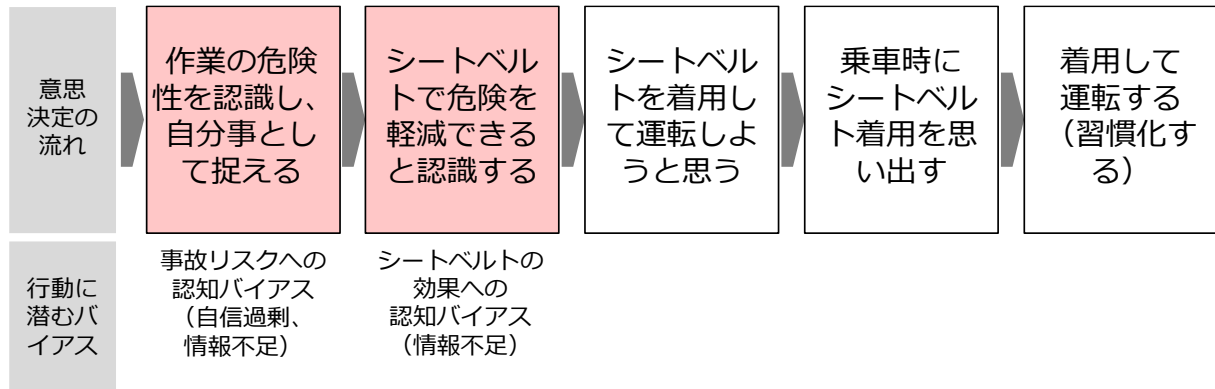 意思
決定の
流れ
作業の危険
性を認識し、
自分事とし
て捉える
シートベル
トで危険を
軽減できる
と認識する
シートベル
トを着用し
て運転しよ
うと思う
乗車時に
シートベル
ト着用を思
い出す
着用して
運転する
（習慣化す
る）
行動に
潜むバ
イアス
事故リスクへの
認知バイアス
（自信過剰、
情報不足）
シートベルトの
効果への
認知バイアス
（情報不足）